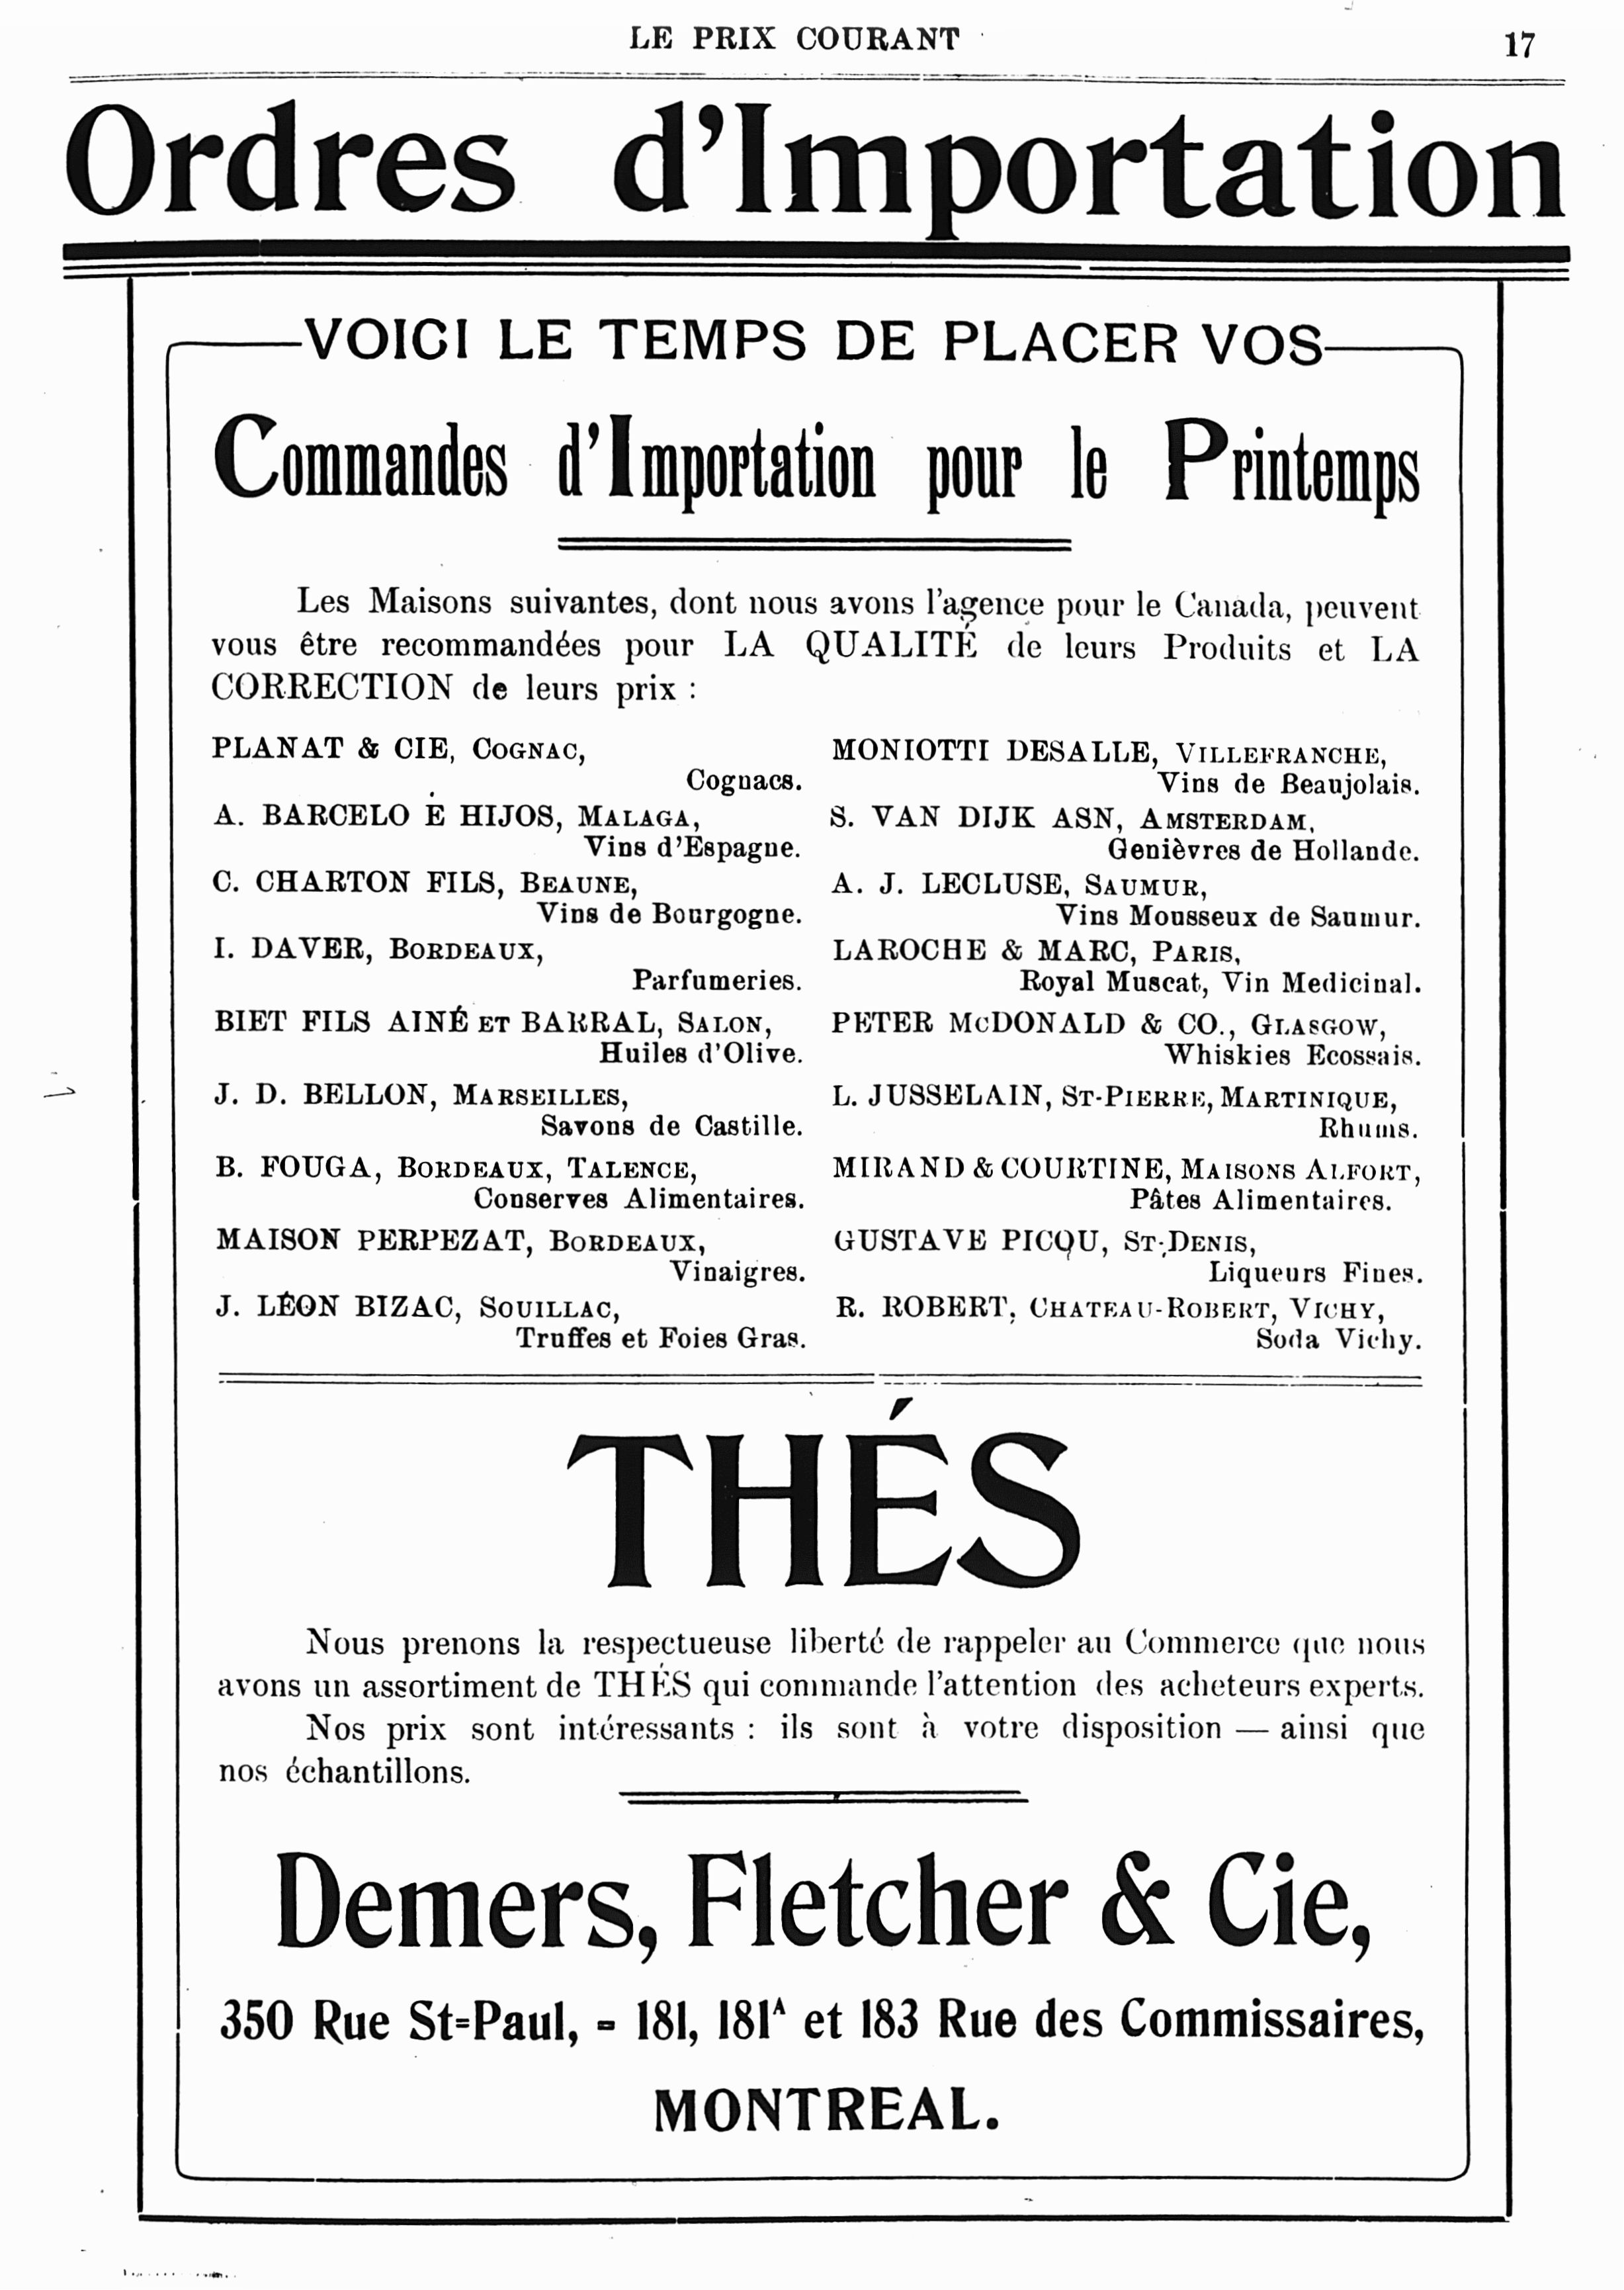 LE PRIX COURANT
17
Ordres d'Importation
VOICI LE TEMPS DE PLACER VOS
Commandes d'Importation pour le Printemps
Les Maisons suivantes, dont nous avons l'agence pour le Canada, peuvent
vous être recommandées pour LA QUALITÉ de leurs Produits et LA
CORRECTION de leurs prix :
PLANAT & CIE, COGNAC,
Cognacs.
A. BARCELO É HIJOS, MALAGA,
Vins d'Espagne.
C. CHARTON FILS, BEAUNE,
Vins de Bourgogne.
I. DAVER, BORDEAUX,
Parfumeries.
BIET FILS AINÉ ET BARRAL, SALON,
Huiles d'Olive.
J. D. BELLON, MARSEILLES,
Savons de Castille.
B. FOUGA, BORDEAUX, TALENCE,
Conserves Alimentaires.
MAISON PERPEZAT, BORDEAUX,
Vinaigres.
J. LÉON BIZAC, SOUILLAC,
Truffes et Foies Gras.
MONIOTTI DESALLE, VILLEFRANCHE,
Vins de Beaujolais.
S. VAN DIJK ASN, AMSTERDAM,
Genièvres de Hollande.
A. J. LECLUSE, SAUMUR,
Vins Mousseux de Saumur.
LAROCHE & MARC, PARIS,
Royal Muscat, Vin Medicinal.
PETER McDONALD & CO., GLASGOW,
Whiskies Ecossais.
L. JUSSELAIN, ST-PIERRE, MARTINIQUE,
Rhums.
MIRAND & COURTINE, MAISONS ALFORT,
Pâtes Alimentaires.
GUSTAVE PICQU, ST-DENIS,
Liqueurs Fines.
R. ROBERT, CHATEAU-ROBERT, VICHY,
Soda Vichy.
THÉS
Nous prenons la respectueuse liberté de rappeler au Commerce que nous
avons un assortiment de THÉS qui commande l'attention des acheteurs experts.
Nos prix sont intéressants : ils sont à votre disposition — ainsi que
nos échantillons.
Demers, Fletcher & Cie,
350 Rue St-Paul, - 181, 181A et 183 Rue des Commissaires,
MONTREAL.